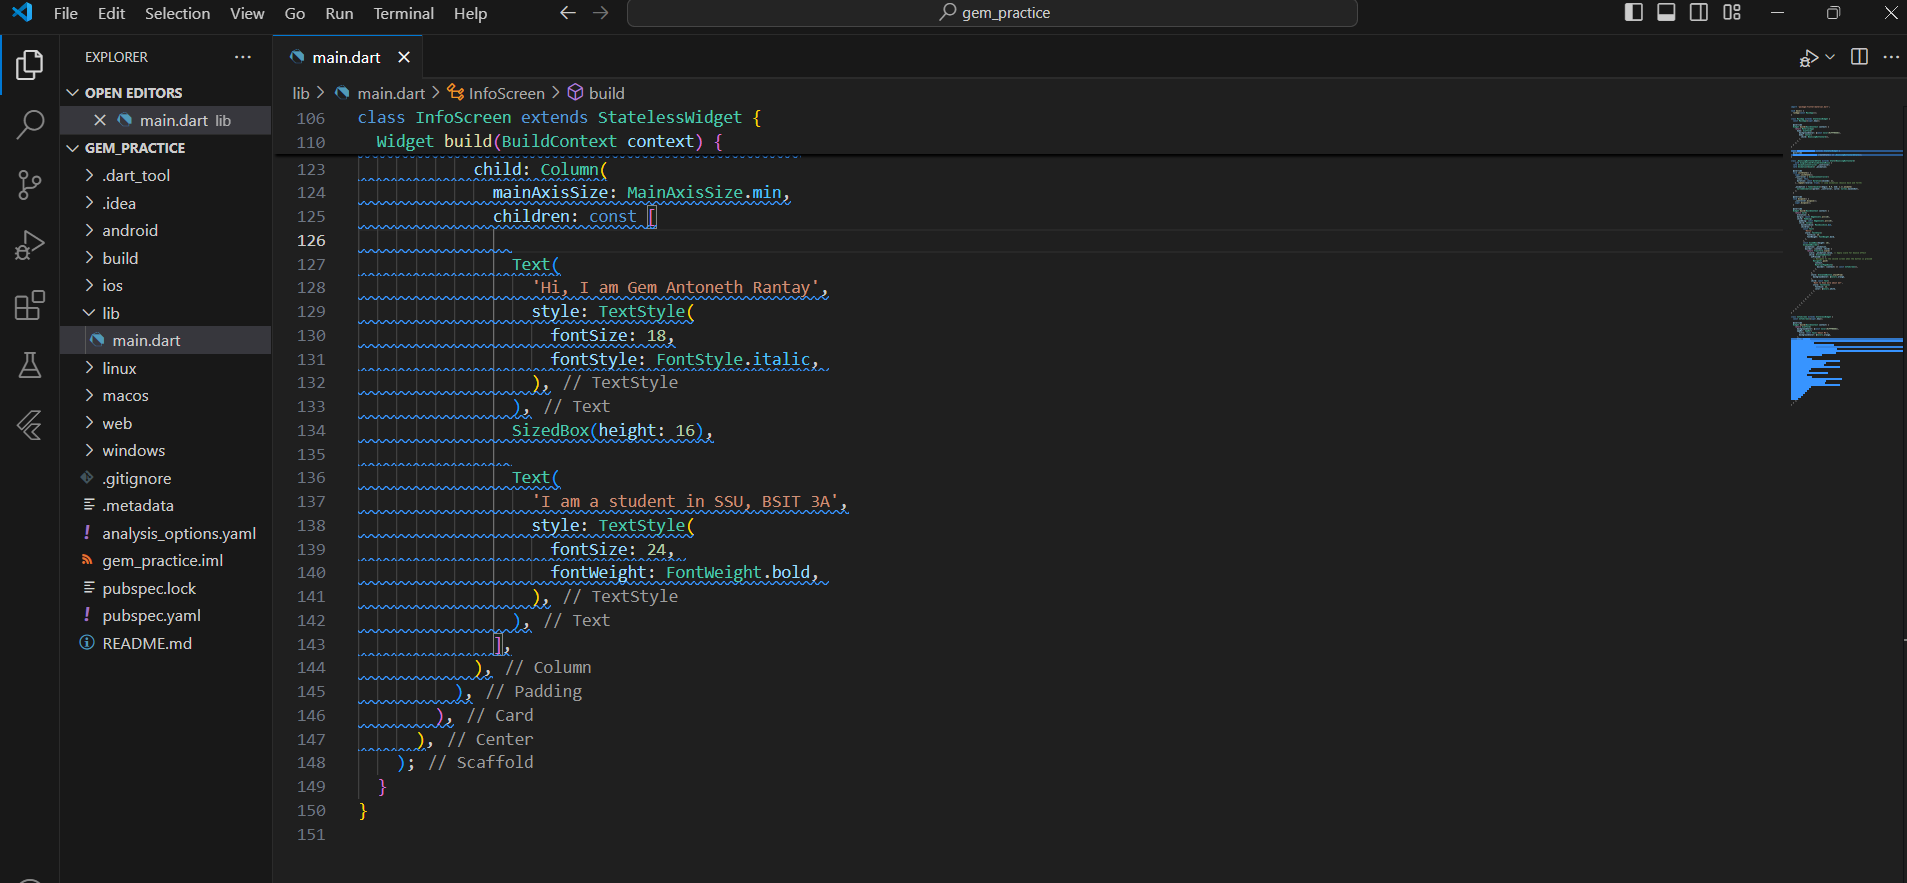 File Edit Selection View Go Run Terminal Help
gem_practice
EXPLORER
OPEN EDITORS
main.dart lib
GEM_PRACTICE
.dart_tool
.idea
android
build
ios
lib
main.dart
linux
macos
web
windows
.gitignore
.metadata
analysis_options.yaml
gem_practice.iml
pubspec.lock
pubspec.yaml
README.md
main.dart
lib > main.dart > InfoScreen > build
106 class InfoScreen extends StatelessWidget {
110 Widget build(BuildContext context) {
123 child: Column(
124 mainAxisSize: MainAxisSize.min,
125 children: const [
126
127 Text(
128 'Hi, I am Gem Antoneth Rantay',
129 style: TextStyle(
130 fontSize: 18,
131 fontStyle: FontStyle.italic,
132 ), // TextStyle
133 ), // Text
134 SizedBox(height: 16),
135
136 Text(
137 'I am a student in SSU, BSIT 3A',
138 style: TextStyle(
139 fontSize: 24,
140 fontWeight: FontWeight.bold,
141 ), // TextStyle
142 ), // Text
143 ],
144 ), // Column
145 ), // Padding
146 ), // Card
147 ), // Center
148 ); // Scaffold
149 }
150 }
151